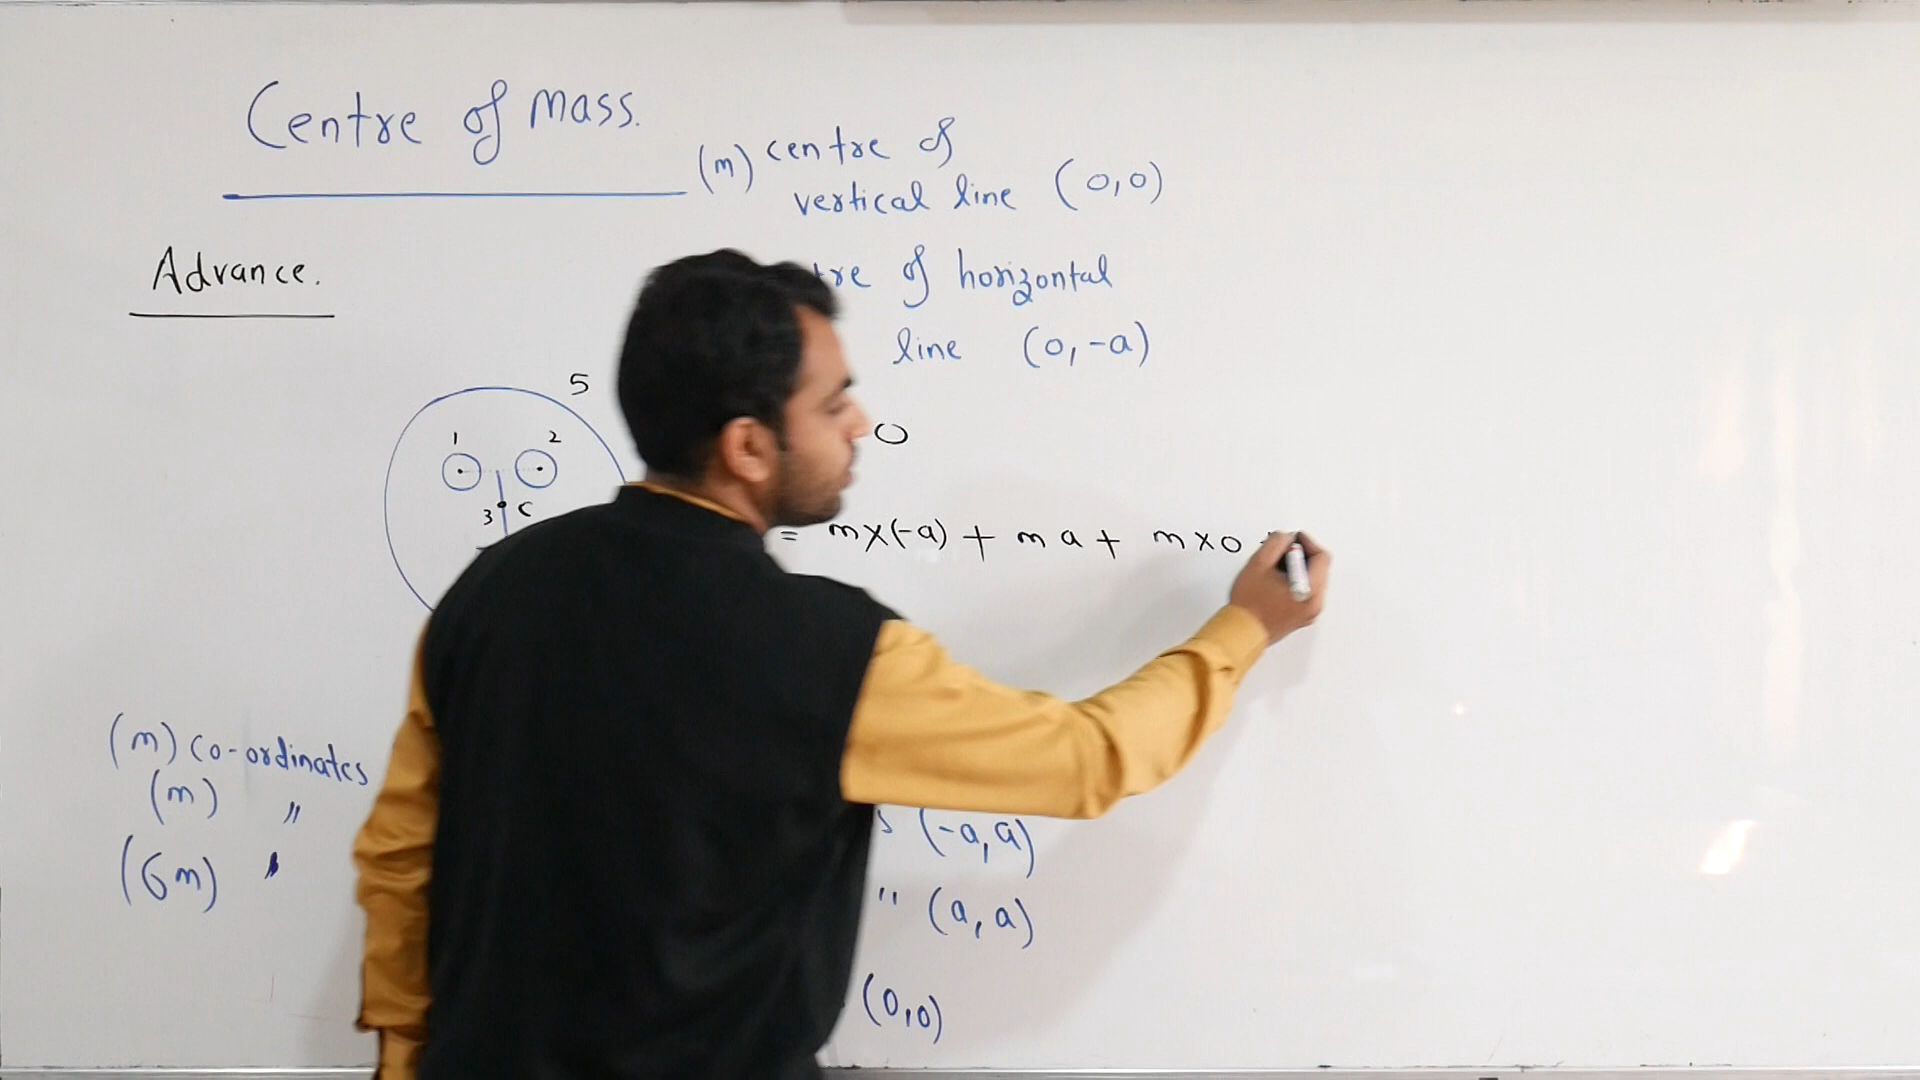 Centre of mass.
(m) centre of
vertical line (0,0)
Advance.
of horizontal
line (0,-a)
5
1 2
0
3 C
= m×(-a) + ma + m×0
(m) co-ordinates
(m) "
(-a,a)
(6m)
" (a,a)
(0,0)